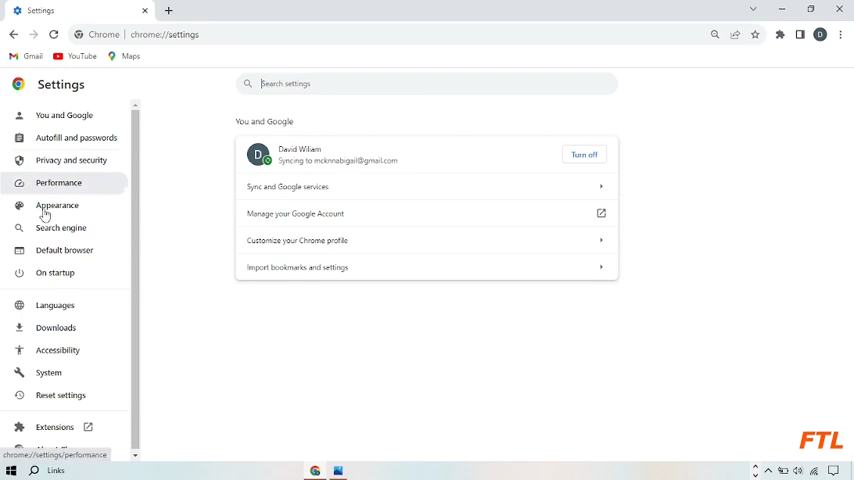 Settings
Chrome
chrome://settings
D
Gmail
YouTube
Maps
Settings
Search settings
You and Google
Autofill and passwords
Privacy and security
Performance
Appearance
Search engine
Default browser
On startup
Languages
Downloads
Accessibility
System
Reset settings
Extensions
chrome://settings/performance
You and Google
D
David Wiliam
Syncing to mcknnabigail@gmail.com
Turn off
Sync and Google services
Manage your Google Account
Customize your Chrome profile
Import bookmarks and settings
FTL
Links